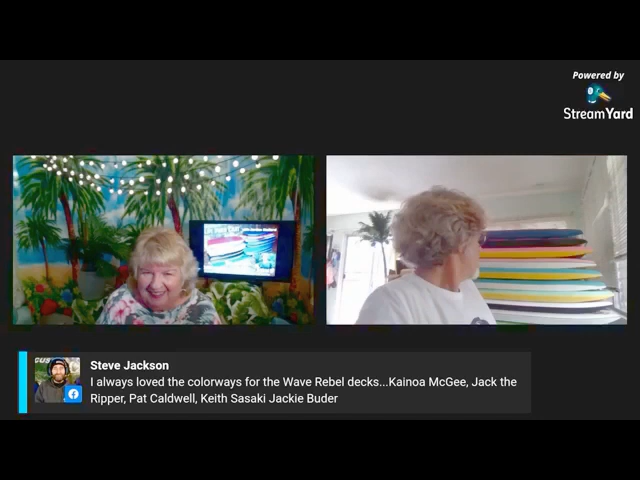 Powered by
StreamYard
Steve Jackson
I always loved the colorways for the Wave Rebel decks...Kainoa McGee, Jack the
Ripper, Pat Caldwell, Keith Sasaki Jackie Buder